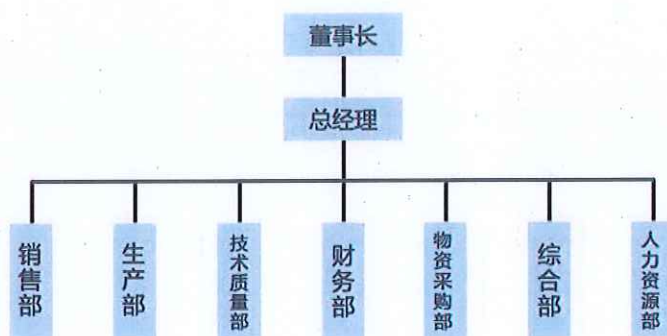 董事长
总经理
销售部
生产部
技术质量部
财务部
物资采购部
综合部
人力资源部